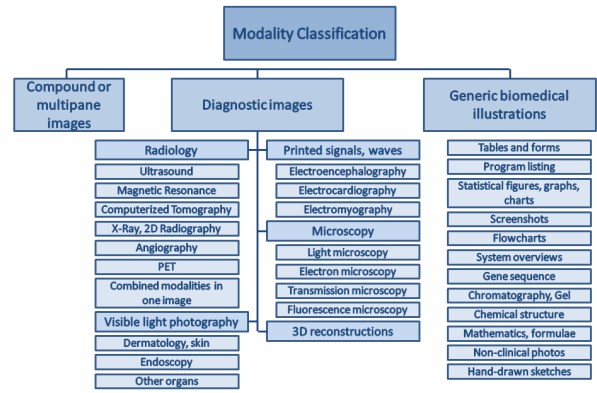 Modality Classification
Compound or
multipane
images
Diagnostic images
Generic biomedical
illustrations
Radiology
Ultrasound
Magnetic Resonance
Computerized Tomography
X-Ray, 2D Radiography
Angiography
PET
Combined modalities in
one image
Visible light photography
Dermatology, skin
Endoscopy
Other organs
Printed signals, waves
Electroencephalography
Electrocardiography
Electromyography
Microscopy
Light microscopy
Electron microscopy
Transmission microscopy
Fluorescence microscopy
3D reconstructions
Tables and forms
Program listing
Statistical figures, graphs,
charts
Screenshots
Flowcharts
System overviews
Gene sequence
Chromatography, Gel
Chemical structure
Mathematics, formulae
Non-clinical photos
Hand-drawn sketches